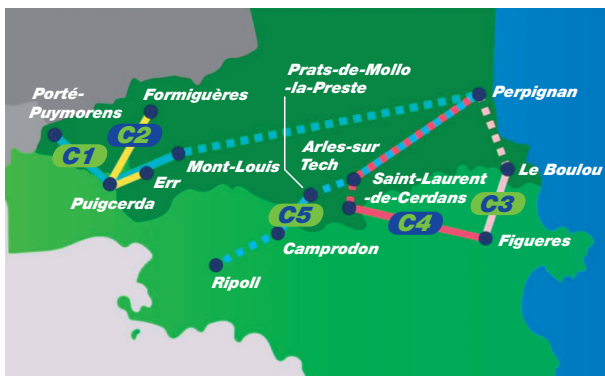 Porté-
Puymorens
Formiguères
Prats-de-Mollo
-la-Preste
Perpignan
C1
C2
Arles-sur
Tech
Mont-Louis
Err
Puigcerda
Saint-Laurent
-de-Cerdans
Le Boulou
C3
C5
C4
Camprodon
Figueres
Ripoll